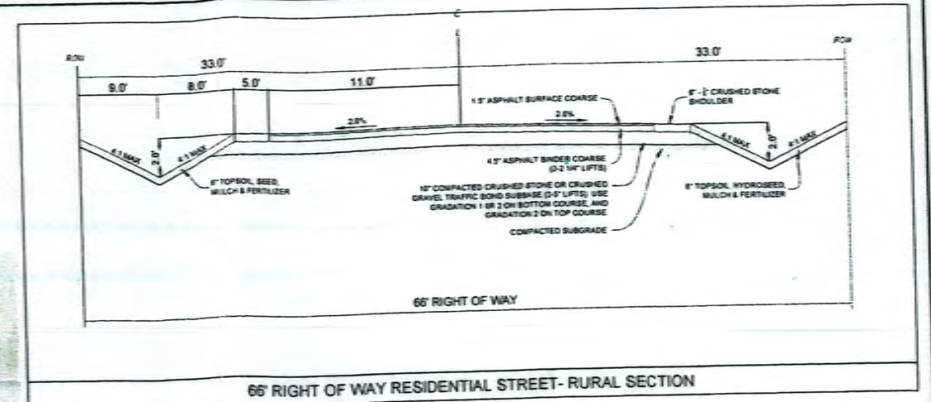 C
L
ROW
ROW
33.0'
33.0'
9.0'
8.0'
5.0'
11.0'
1.5" ASPHALT SURFACE COARSE
CRUSHED STONE
SHOULDER
2.0%
2.0%
6:1 MAX
2.0'
4:1 MAX
4:1 MAX
2.0'
6:1 MAX
4.5" ASPHALT BINDER COARSE
(2-2 1/4" LIFTS)
6" TOPSOIL, SEED,
MULCH & FERTILIZER
10" COMPACTED CRUSHED STONE OR CRUSHED
GRAVEL TRAFFIC BOND SUBBASE (2-5" LIFTS) USE
GRADATION 1 OR 2 ON BOTTOM COURSE, AND
GRADATION 2 ON TOP COURSE
6" TOPSOIL, HYDROSEED,
MULCH & FERTILIZER
COMPACTED SUBGRADE
66' RIGHT OF WAY
66' RIGHT OF WAY RESIDENTIAL STREET- RURAL SECTION